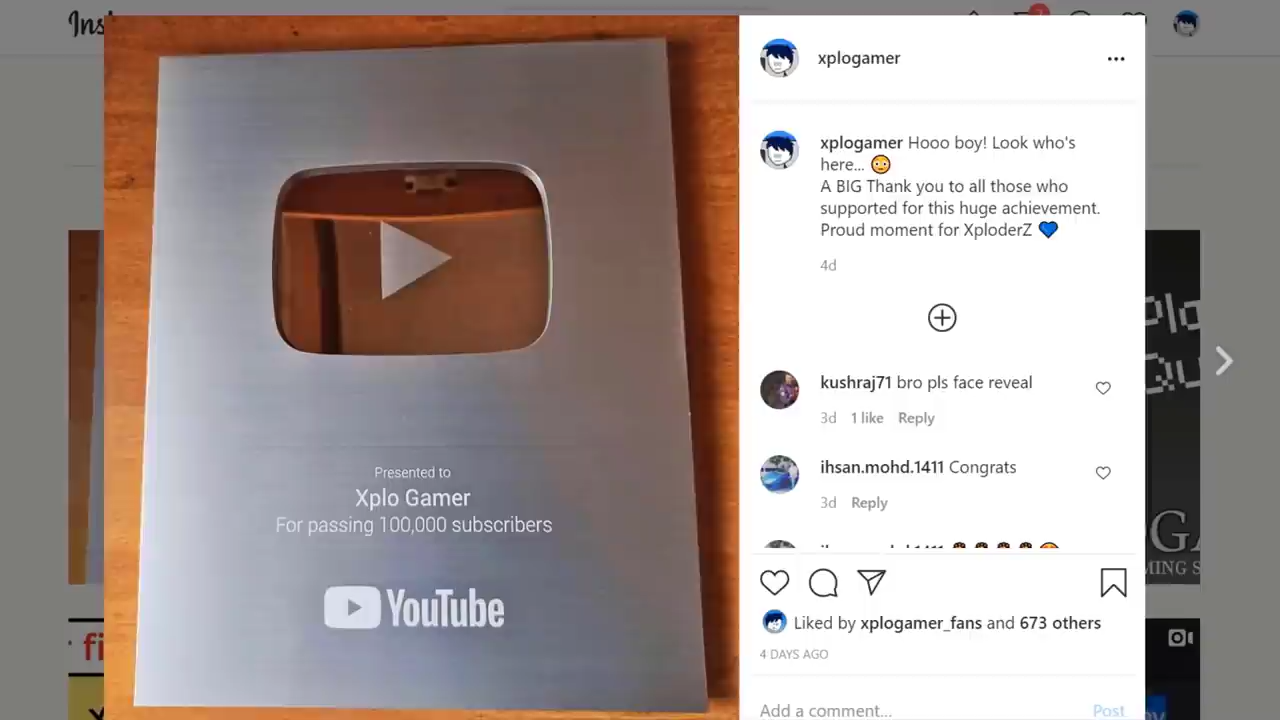 xplogamer
xplogamer Hooo boy! Look who's
here... 😳
A BIG Thank you to all those who
supported for this huge achievement.
Proud moment for XploderZ 💙
4d
kushraj71 bro pls face reveal
3d 1 like Reply
ihsan.mohd.1411 Congrats
3d Reply
Liked by xplogamer_fans and 673 others
4 DAYS AGO
Add a comment... Post
Presented to
Xplo Gamer
For passing 100,000 subscribers
YouTube